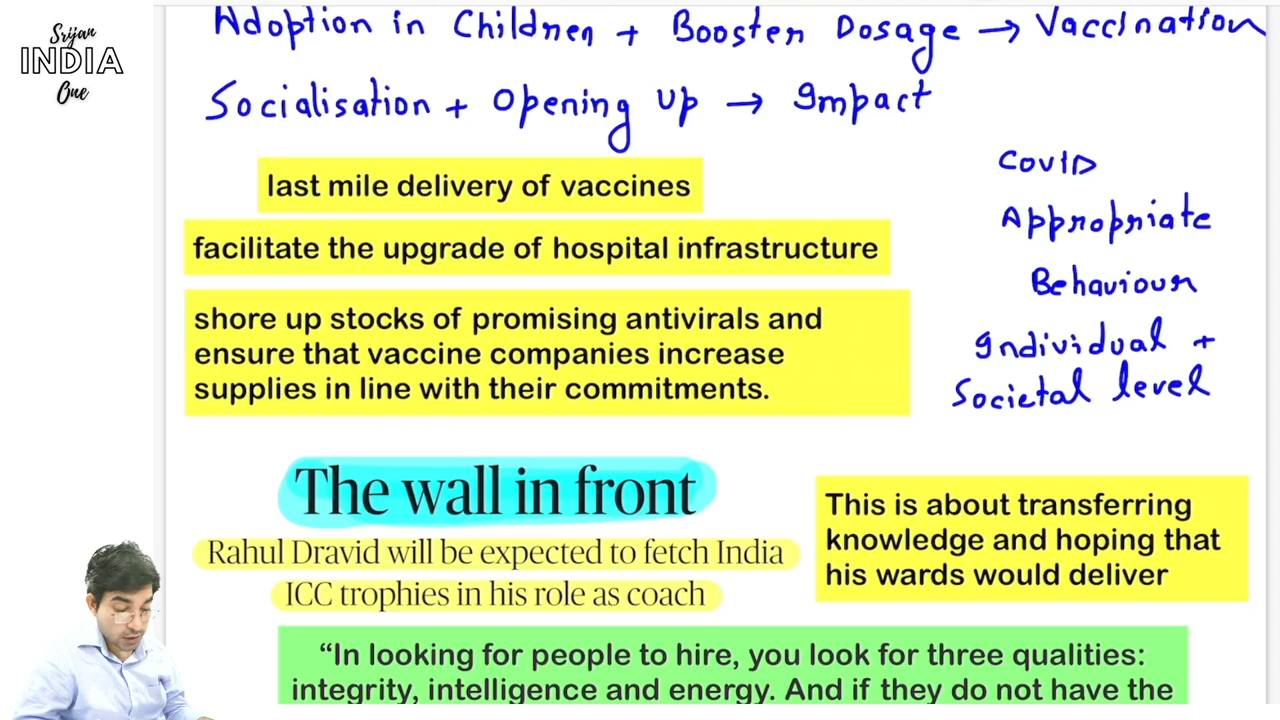 Srijan
INDIA
One
Adoption in Children + Booster Dosage → Vaccination
Socialisation + Opening up → Impact
last mile delivery of vaccines
facilitate the upgrade of hospital infrastructure
shore up stocks of promising antivirals and
ensure that vaccine companies increase
supplies in line with their commitments.
Covid
Appropriate
Behaviour
Individual +
Societal level
The wall in front
Rahul Dravid will be expected to fetch India
ICC trophies in his role as coach
This is about transferring
knowledge and hoping that
his wards would deliver
“In looking for people to hire, you look for three qualities:
integrity, intelligence and energy. And if they do not have the